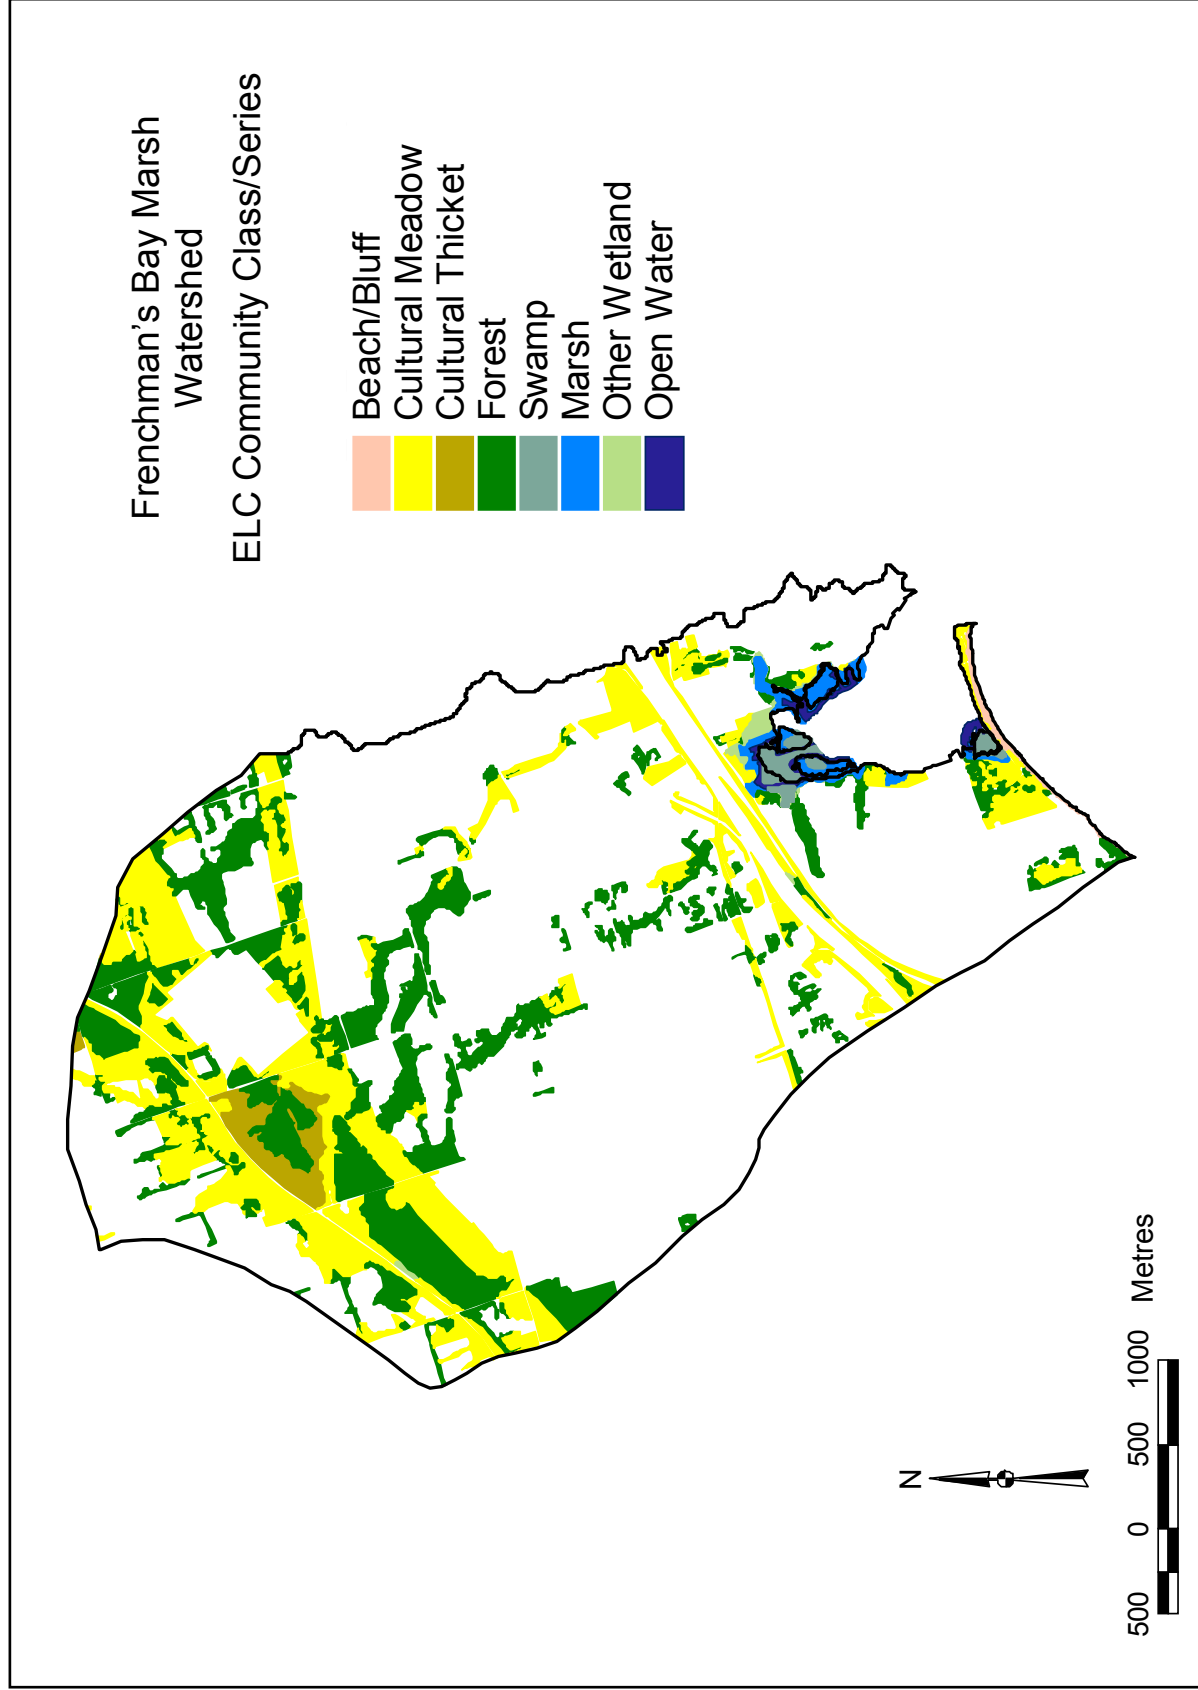 Frenchman's Bay Marsh
Watershed
ELC Community Class/Series
Beach/Bluff
Cultural Meadow
Cultural Thicket
Forest
Swamp
Marsh
Other Wetland
Open Water
N
500 0 500 1000 Metres